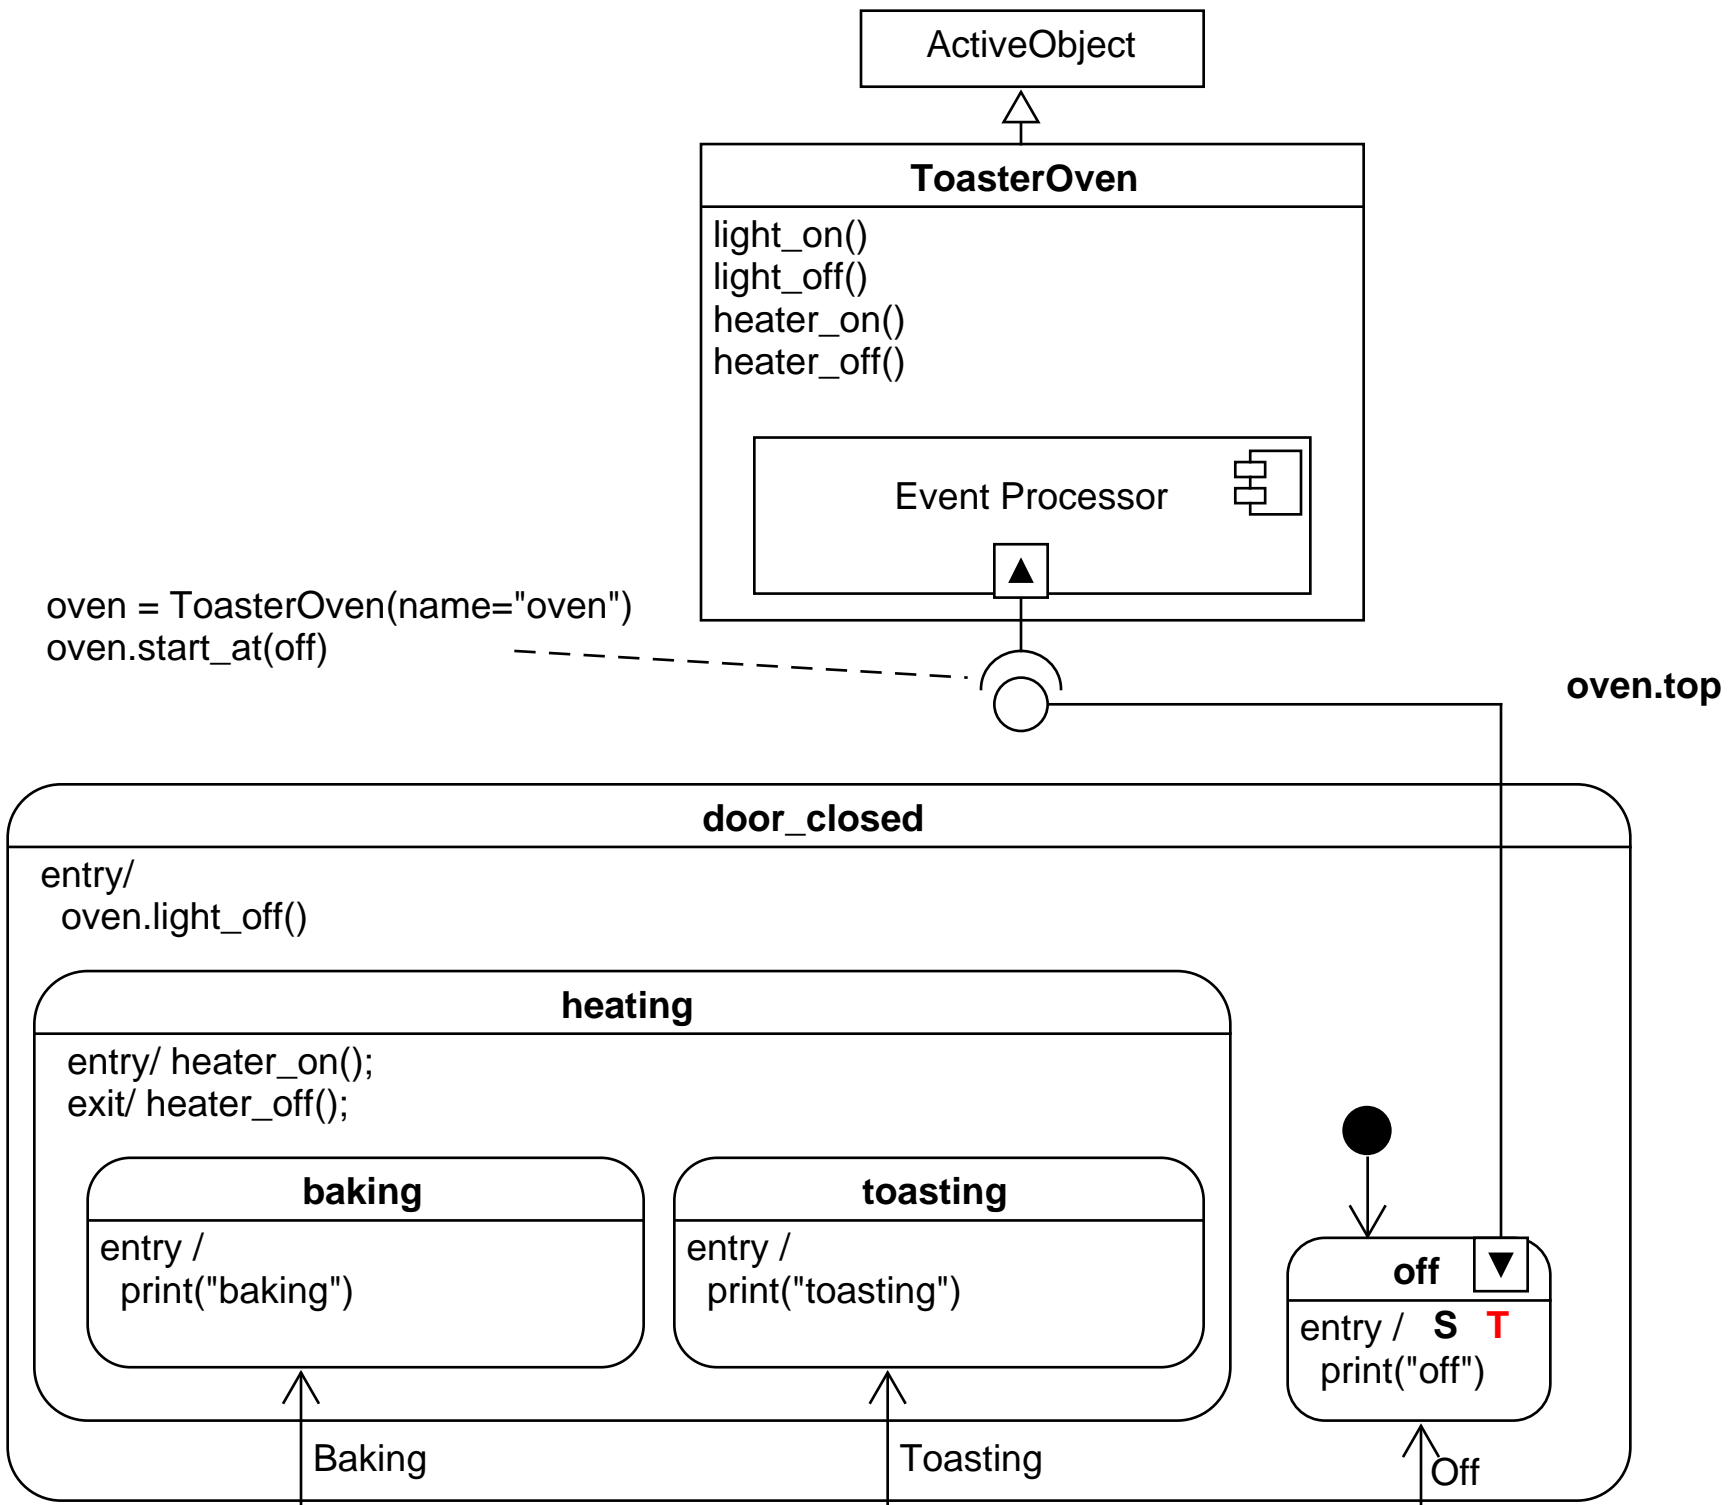 ActiveObject
ToasterOven
light_on()
light_off()
heater_on()
heater_off()
Event Processor
oven = ToasterOven(name="oven")
oven.start_at(off)
oven.top
door_closed
entry/
oven.light_off()
heating
entry/ heater_on();
exit/ heater_off();
baking
entry /
print("baking")
toasting
entry /
print("toasting")
off
entry / S T
print("off")
Baking
Toasting
Off